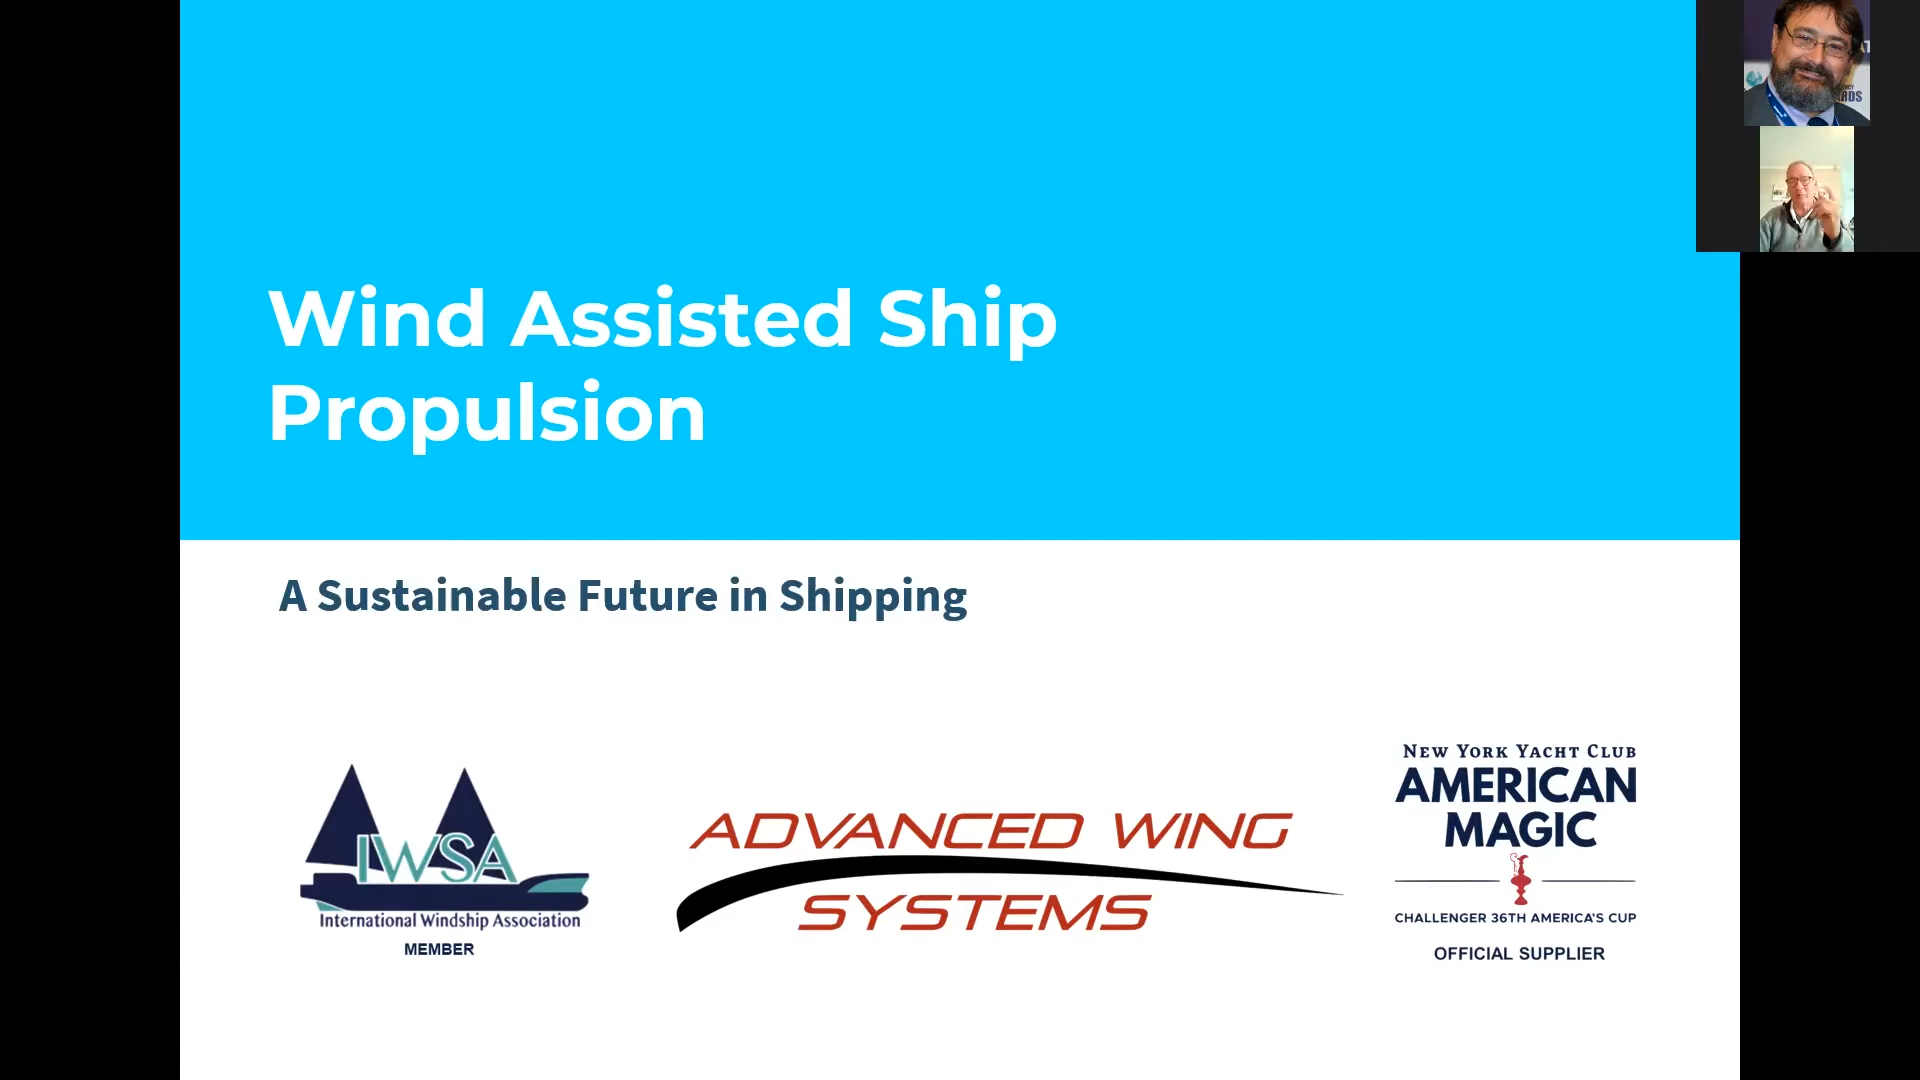 Wind Assisted Ship
Propulsion
A Sustainable Future in Shipping
IWSA
International Windship Association
MEMBER
ADVANCED WING
SYSTEMS
NEW YORK YACHT CLUB
AMERICAN
MAGIC
CHALLENGER 36TH AMERICA'S CUP
OFFICIAL SUPPLIER